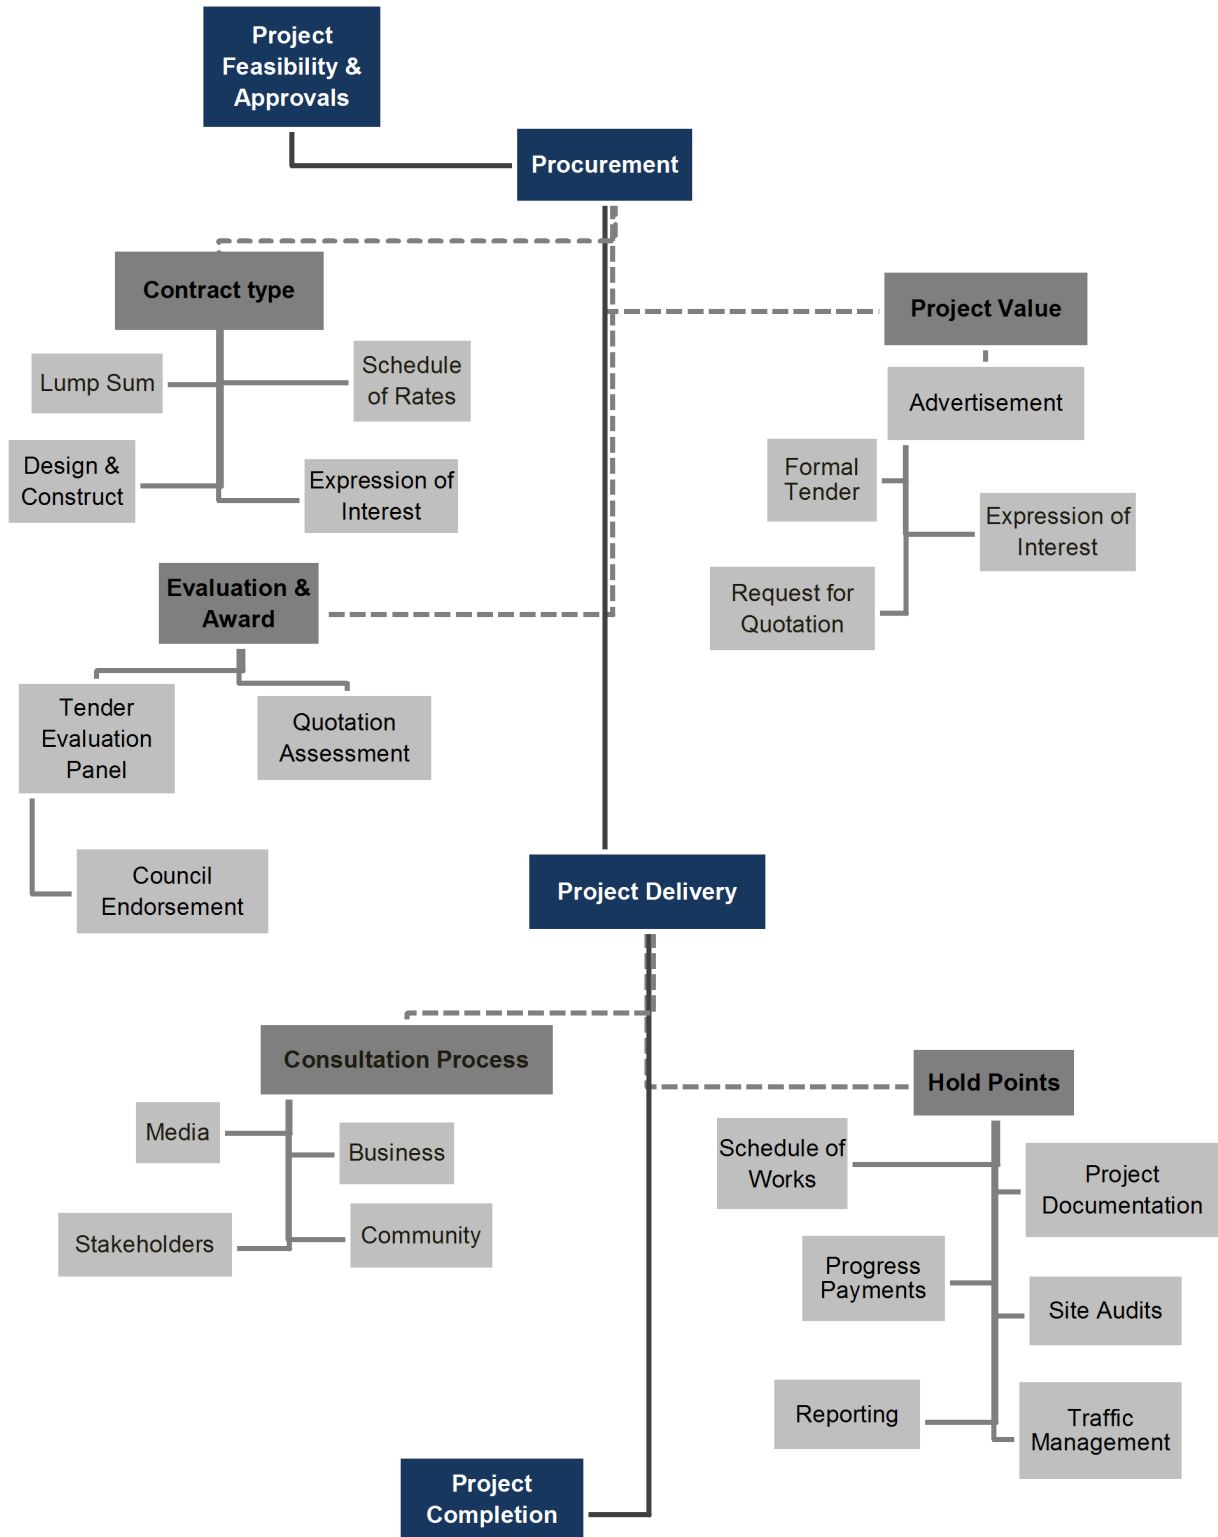 Project
Feasibility &
Approvals
Procurement
Contract type
Project Value
Lump Sum
Schedule
of Rates
Advertisement
Design &
Construct
Expression of
Interest
Formal
Tender
Expression of
Interest
Evaluation &
Award
Request for
Quotation
Tender
Evaluation
Panel
Quotation
Assessment
Council
Endorsement
Project Delivery
Consultation Process
Hold Points
Media
Business
Schedule of
Works
Project
Documentation
Stakeholders
Community
Progress
Payments
Site Audits
Reporting
Traffic
Management
Project
Completion